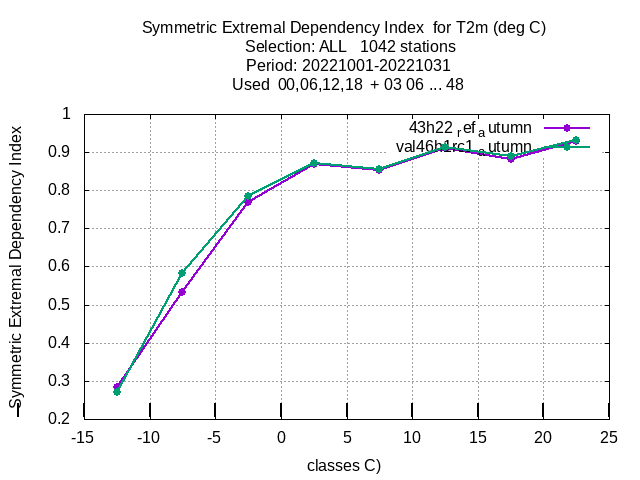 Symmetric Extremal Dependency Index for T2m (deg C)
Selection: ALL 1042 stations
Period: 20221001-20221031
Used 00,06,12,18 + 03 06 ... 48
43h22ref_autumn
val46h1rc1_autumn
Symmetric Extremal Dependency Index
1
0.9
0.8
0.7
0.6
0.5
0.4
0.3
0.2
-15 -10 -5 0 5 10 15 20 25
classes C)